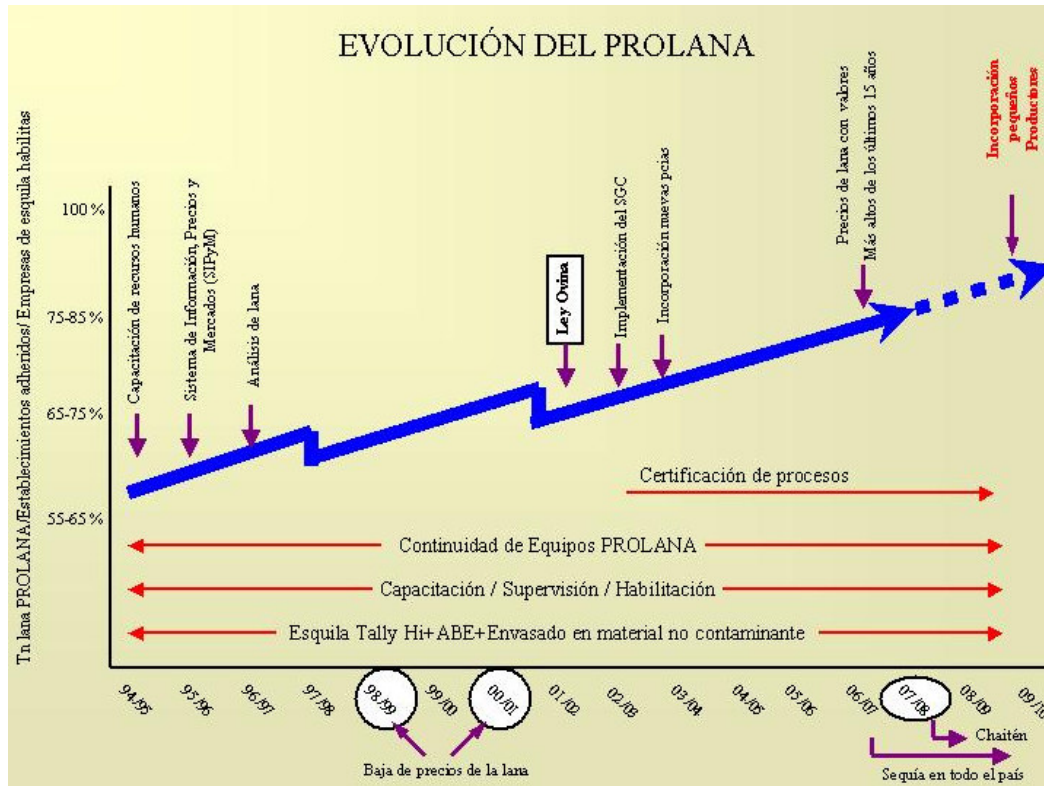 EVOLUCIÓN DEL PROLANA
Tn lana PROLANA/Establecimientos adheridos/ Empresas de esquila habilitas
100%
75-85%
65-75%
55-65%
Capacitación de recursos humanos
Sistema de Información, Precios y
Mercados (SIPyM)
Análisis de lana
Ley Ovina
Implementación del SGC
Incorporación nuevas pcias
Precios de lana con valores
Más altos de los últimos 15 años
Incorporación
pequeños
Productores
Certificación de procesos
Continuidad de Equipos PROLANA
Capacitación / Supervisión / Habilitación
Esquila Tally Hi+ABE+Envasado en material no contaminante
94/95
95/96
96/97
97/98
98/99
99/00
00/01
01/02
02/03
03/04
04/05
05/06
06/07
07/08
08/09
09/10
Baja de precios de la lana
Chaitén
Sequía en todo el país